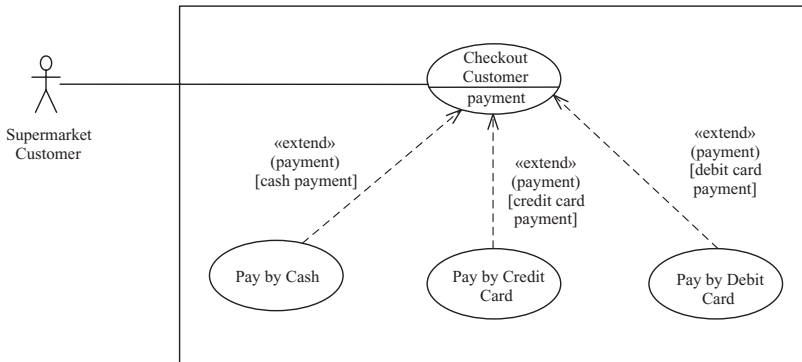 Checkout
Customer
payment
Supermarket
Customer
«extend»
(payment)
[cash payment]
«extend»
(payment)
[credit card
payment]
«extend»
(payment)
[debit card
payment]
Pay by Cash
Pay by Credit
Card
Pay by Debit
Card